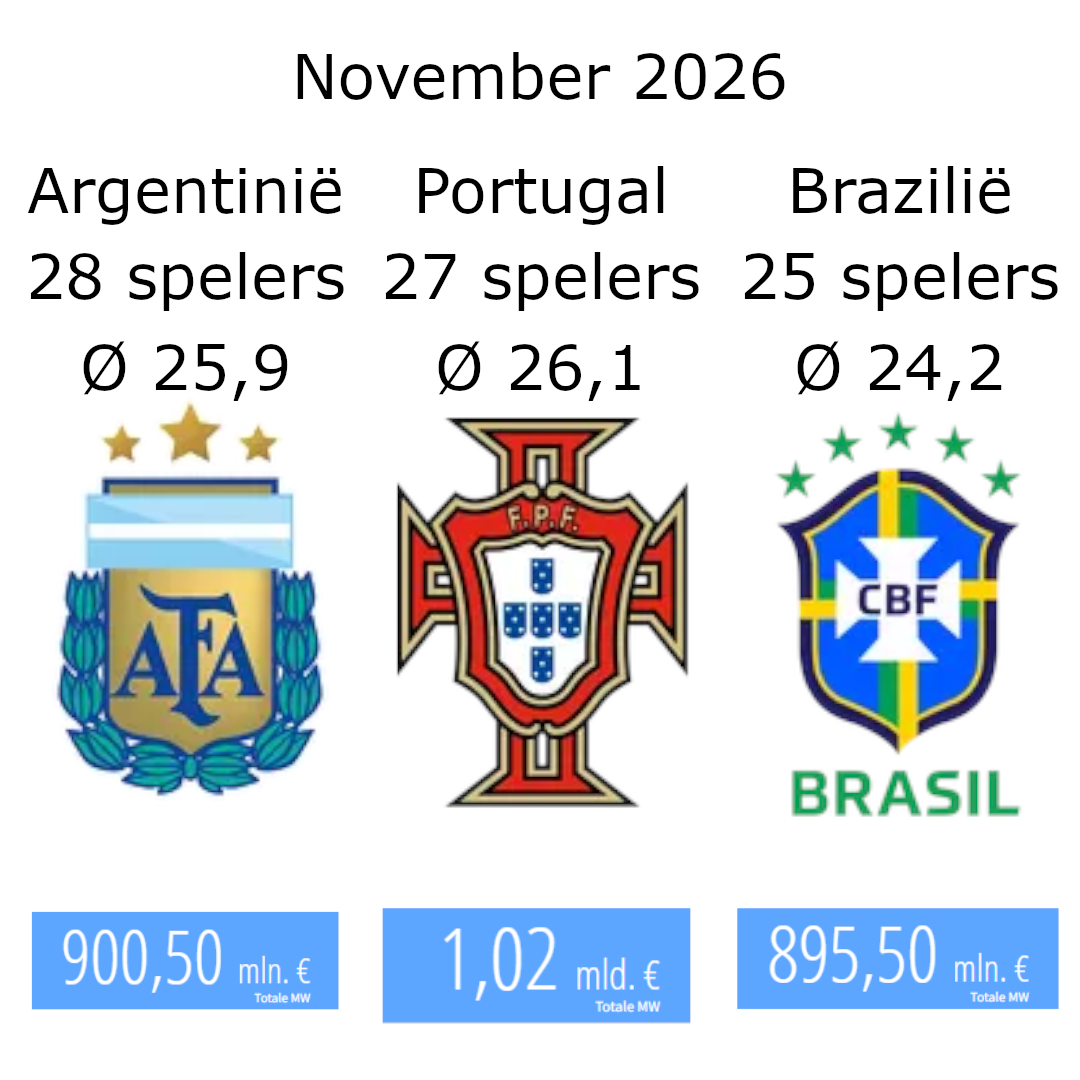 November 2026
Argentinië Portugal Brazilië
28 spelers 27 spelers 25 spelers
Ø 25,9 Ø 26,1 Ø 24,2
AFA
F.P.F.
CBF
BRASIL
900,50 mln. €
Totale MW
1,02 mld. €
Totale MW
895,50 mln. €
Totale MW